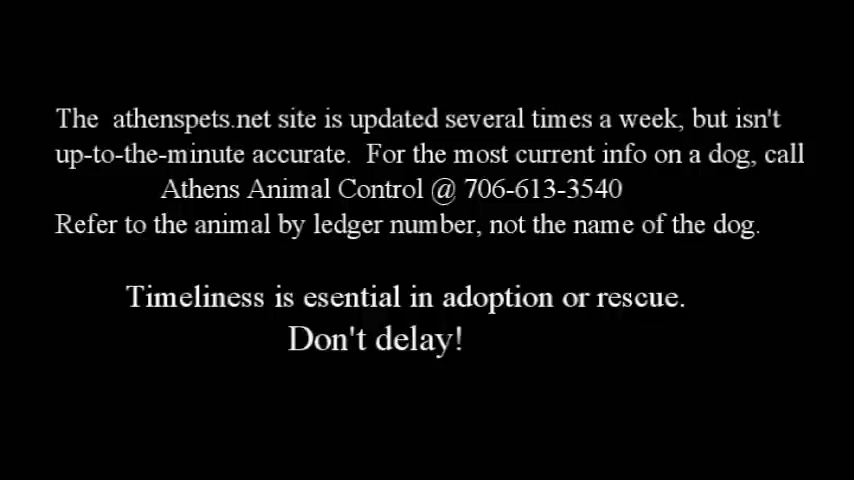 The  athenspets.net site is updated several times a week, but isn't
up-to-the-minute accurate.  For the most current info on a dog, call
Athens Animal Control @ 706-613-3540
Refer to the animal by ledger number, not the name of the dog.
Timeliness is esential in adoption or rescue.
Don't delay!